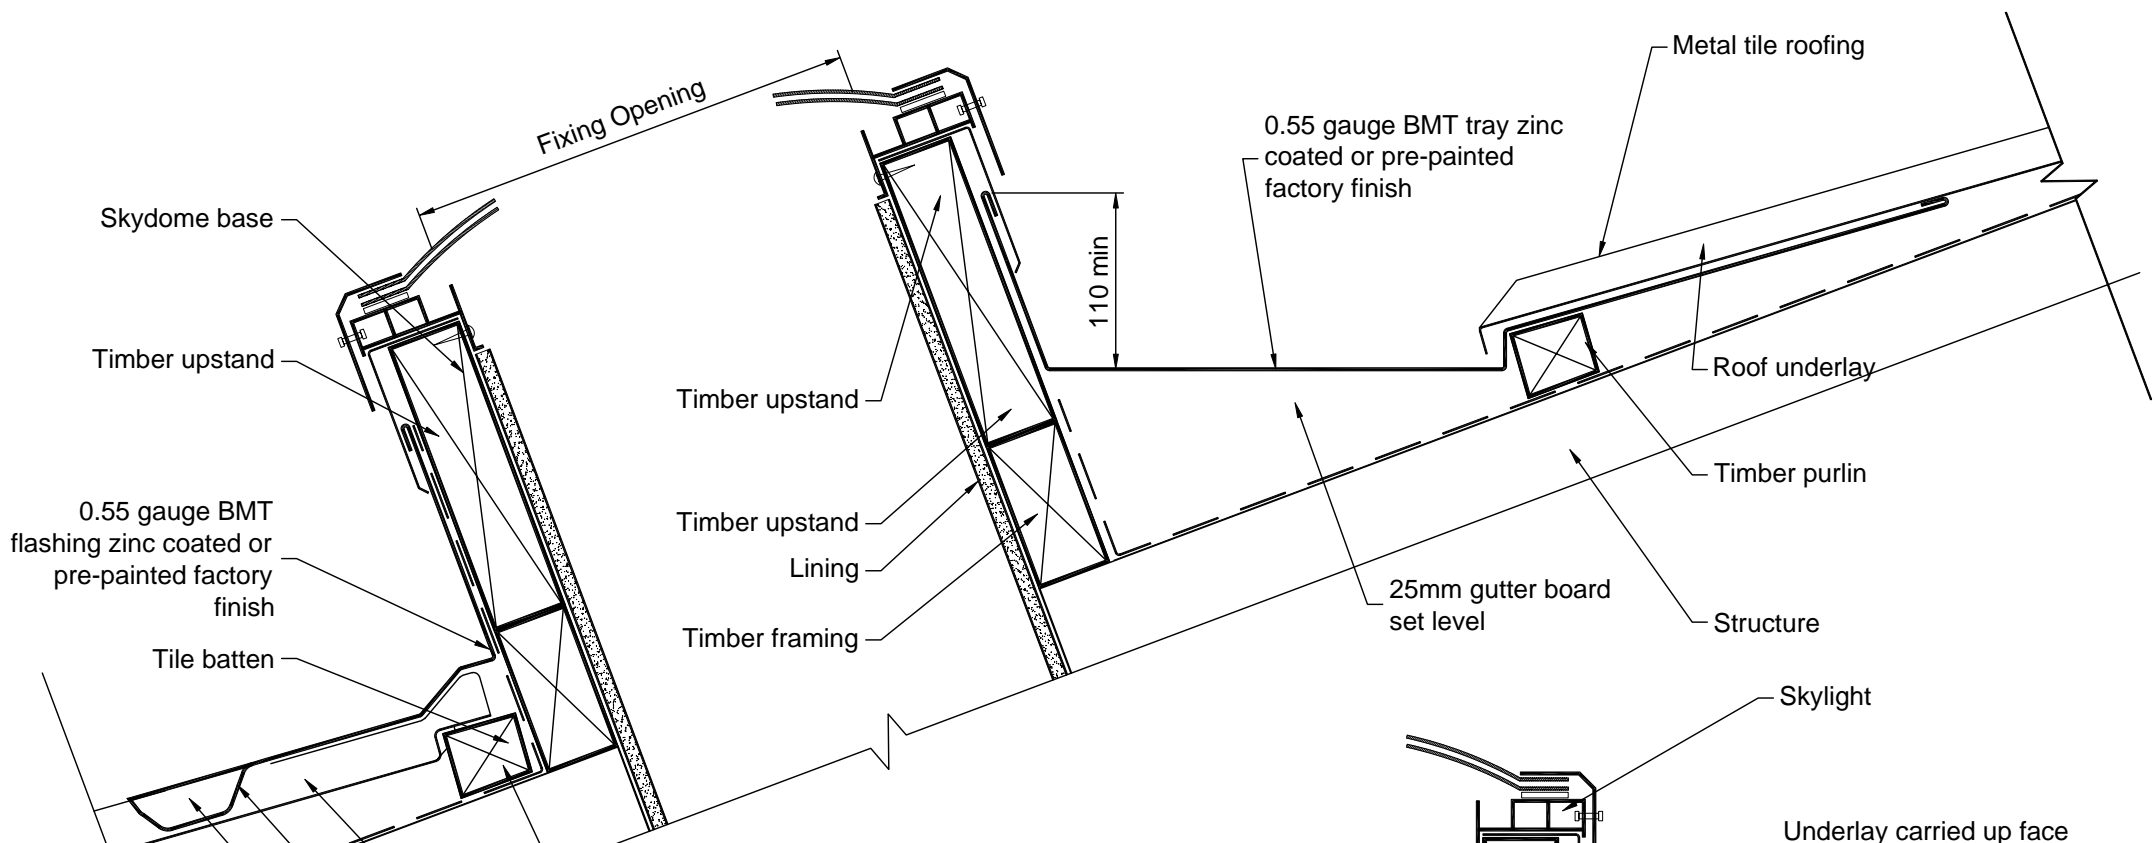 Metal tile roofing
Fixing Opening
0.55 gauge BMT tray zinc
coated or pre-painted
factory finish
Skydome base
110 min
Timber upstand
Roof underlay
Timber upstand
Timber purlin
0.55 gauge BMT
flashing zinc coated or
pre-painted factory
finish
Timber upstand
Lining
25mm gutter board
set level
Structure
Timber framing
Tile batten
Skylight
Underlay carried up face